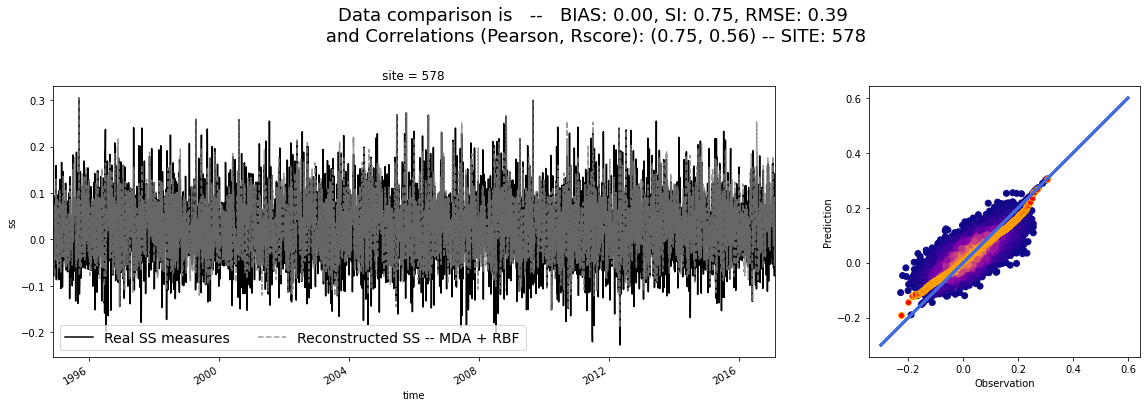 Data comparison is   --   BIAS: 0.00, SI: 0.75, RMSE: 0.39
and Correlations (Pearson, Rscore): (0.75, 0.56) -- SITE: 578
site = 578
0.3
0.2
0.1
0.0
−0.1
−0.2
ss
Real SS measures
Reconstructed SS -- MDA + RBF
1996
2000
2004
2008
2012
2016
time
0.6
0.4
0.2
0.0
−0.2
Prediction
−0.2
0.0
0.2
0.4
0.6
Observation